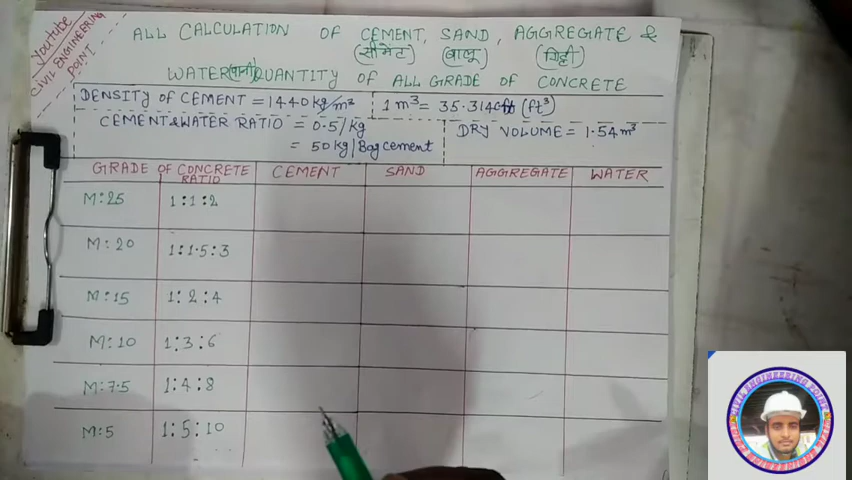 Youtube
CIVIL ENGINEERING
POINT
ALL CALCULATION OF CEMENT, SAND, AGGREGATE &
(सीमेंट) (बालू) (गिट्टी)
WATER(पानी)QUANTITY OF ALL GRADE OF CONCRETE
DENSITY OF CEMENT = 1440 kg/m³ 1m³ = 35.314 cft (ft³)
CEMENT & WATER RATIO = 0.5/kg DRY VOLUME = 1.54 m³
= 50 kg/Bag cement
GRADE OF CONCRETE CEMENT SAND AGGREGATE WATER
RATIO
M:25 1:1:2
M:20 1:1.5:3
M:15 1:2:4
M:10 1:3:6
M:7.5 1:4:8
M:5 1:5:10
CIVIL ENGINEERING POINT